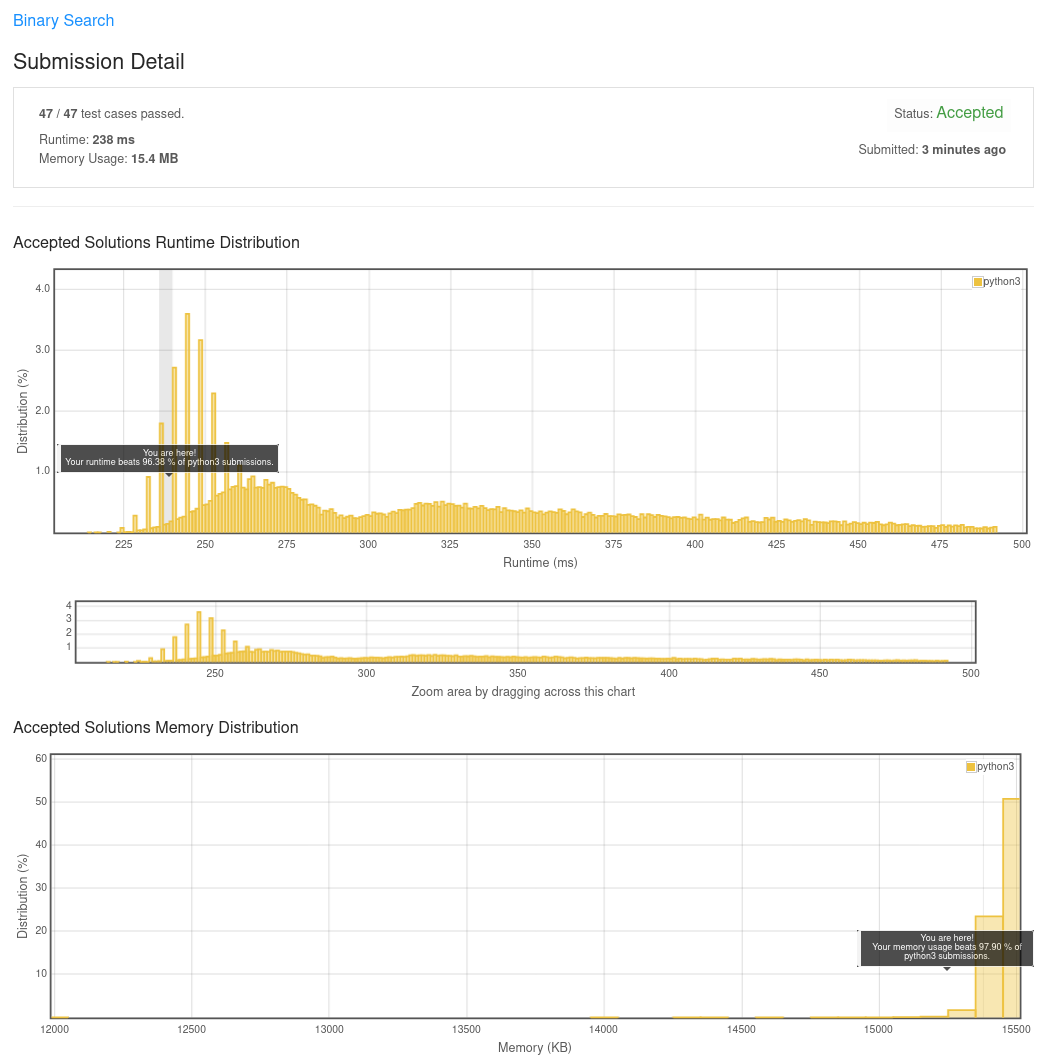 Binary Search
Submission Detail
47 / 47 test cases passed.
Status: Accepted
Runtime: 238 ms
Submitted: 3 minutes ago
Memory Usage: 15.4 MB
Accepted Solutions Runtime Distribution
python3
4.0
3.0
2.0
1.0
Distribution (%)
You are here!
Your runtime beats 96.38 % of python3 submissions.
225 250 275 300 325 350 375 400 425 450 475 500
Runtime (ms)
4
3
2
1
250 300 350 400 450 500
Zoom area by dragging across this chart
Accepted Solutions Memory Distribution
python3
60
50
40
30
20
10
Distribution (%)
You are here!
Your memory usage beats 97.90 % of
python3 submissions.
12000 12500 13000 13500 14000 14500 15000 15500
Memory (KB)